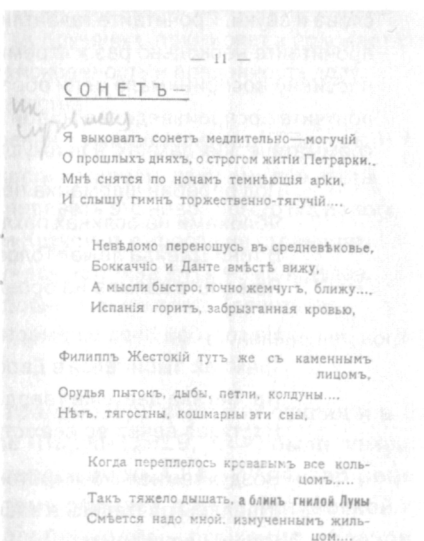 — 11 —
СОНЕТЪ—
Я выковалъ сонетъ медлительно—могучій
О прошлыхъ дняхъ, о строгомъ житіи Петрарки..
Мнѣ снятся по ночамъ темнѣющія арки,
И слышу гимнъ торжественно-тягучій....
Невѣдомо переношусь въ средневѣковье,
Боккаччіо и Данте вмѣстѣ вижу,
А мысли быстро, точно жемчугъ, ближу....
Испанія горитъ, забрызганная кровью,
Филиппъ Жестокій тутъ же съ каменнымъ
лицомъ,
Орудья пытокъ, дыбы, петли, колдуны....
Нѣтъ, тягостны, кошмарны эти сны,
Когда переплелось кровавымъ все коль-
цомъ.....
Такъ тяжело дышать, а блинъ гнилой Луны
Смѣется надо мной, измученнымъ жиль-
цом....